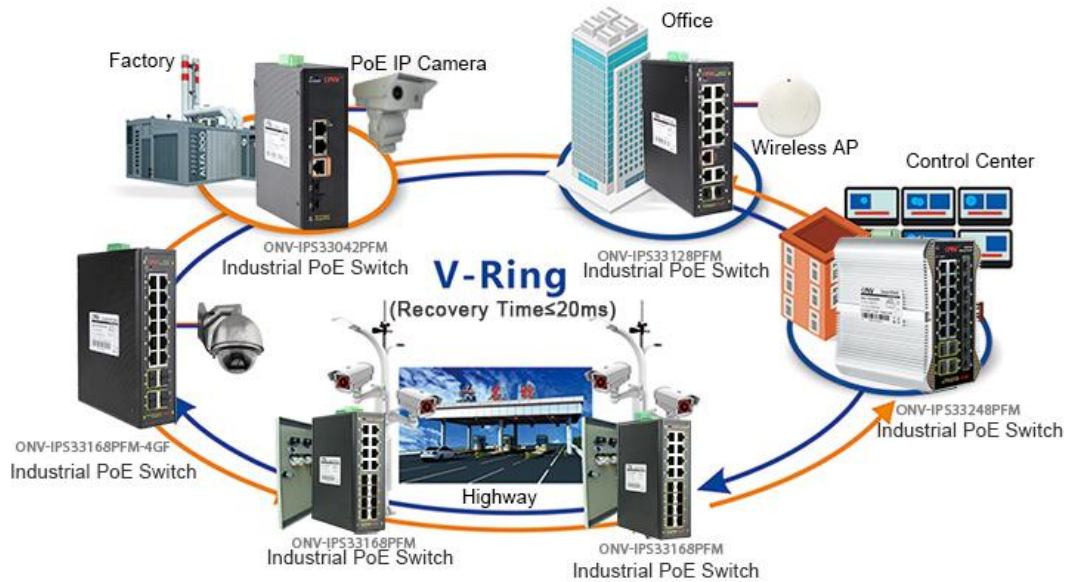 Office
Factory
PoE IP Camera
Wireless AP
Control Center
ALFA200
ONV-IPS33042PFM
Industrial PoE Switch
ONV-IPS33128PFM
Industrial PoE Switch
V-Ring
(Recovery Time≤20ms)
ONV-IPS33168PFM-4GF
Industrial PoE Switch
ONV-IPS33248PFM
Industrial PoE Switch
Highway
ONV-IPS33168PFM
Industrial PoE Switch
ONV-IPS33168PFM
Industrial PoE Switch